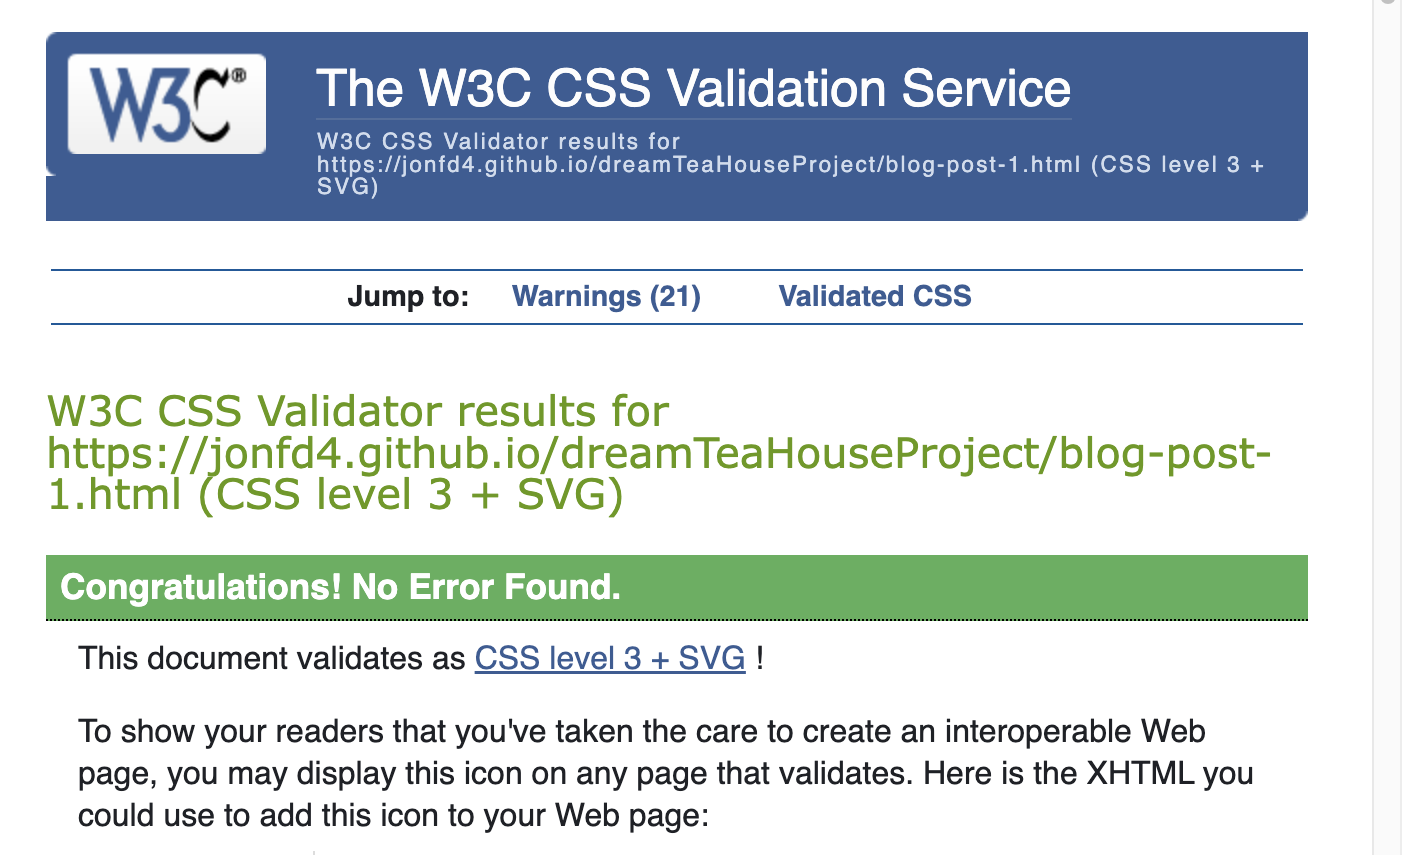 W3C®
The W3C CSS Validation Service
W3C CSS Validator results for
https://jonfd4.github.io/dreamTeaHouseProject/blog-post-1.html (CSS level 3 +
SVG)
Jump to: Warnings (21) Validated CSS
W3C CSS Validator results for
https://jonfd4.github.io/dreamTeaHouseProject/blog-post-
1.html (CSS level 3 + SVG)
Congratulations! No Error Found.
This document validates as CSS level 3 + SVG !
To show your readers that you've taken the care to create an interoperable Web
page, you may display this icon on any page that validates. Here is the XHTML you
could use to add this icon to your Web page: